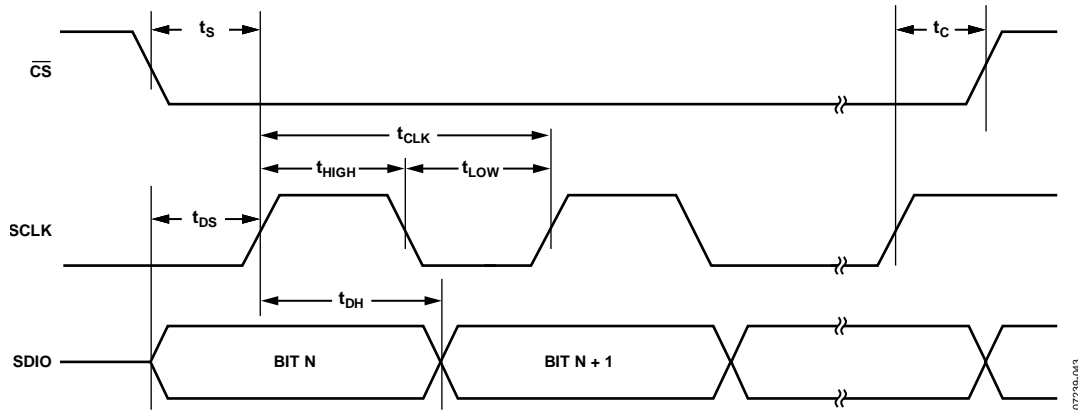 tS
tC
CS
tCLK
tHIGH
tLOW
tDS
SCLK
tDH
SDIO
BIT N
BIT N + 1
07239-043